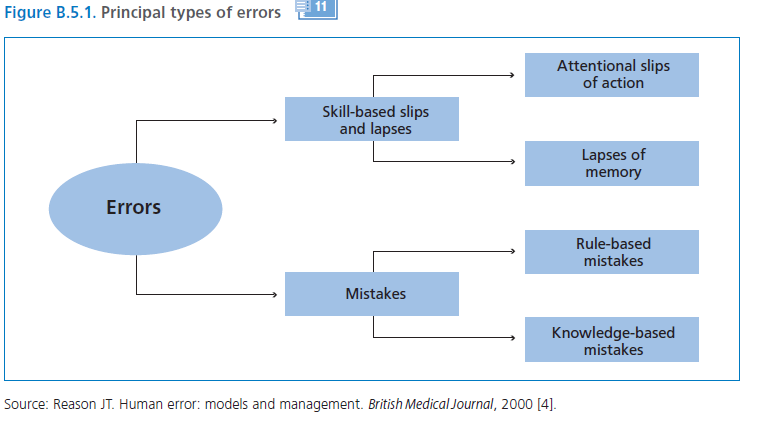 Figure B.5.1. Principal types of errors
11
Attentional slips
of action
Skill-based slips
and lapses
Lapses of
memory
Errors
Rule-based
mistakes
Mistakes
Knowledge-based
mistakes
Source: Reason JT. Human error: models and management. British Medical Journal, 2000 [4].